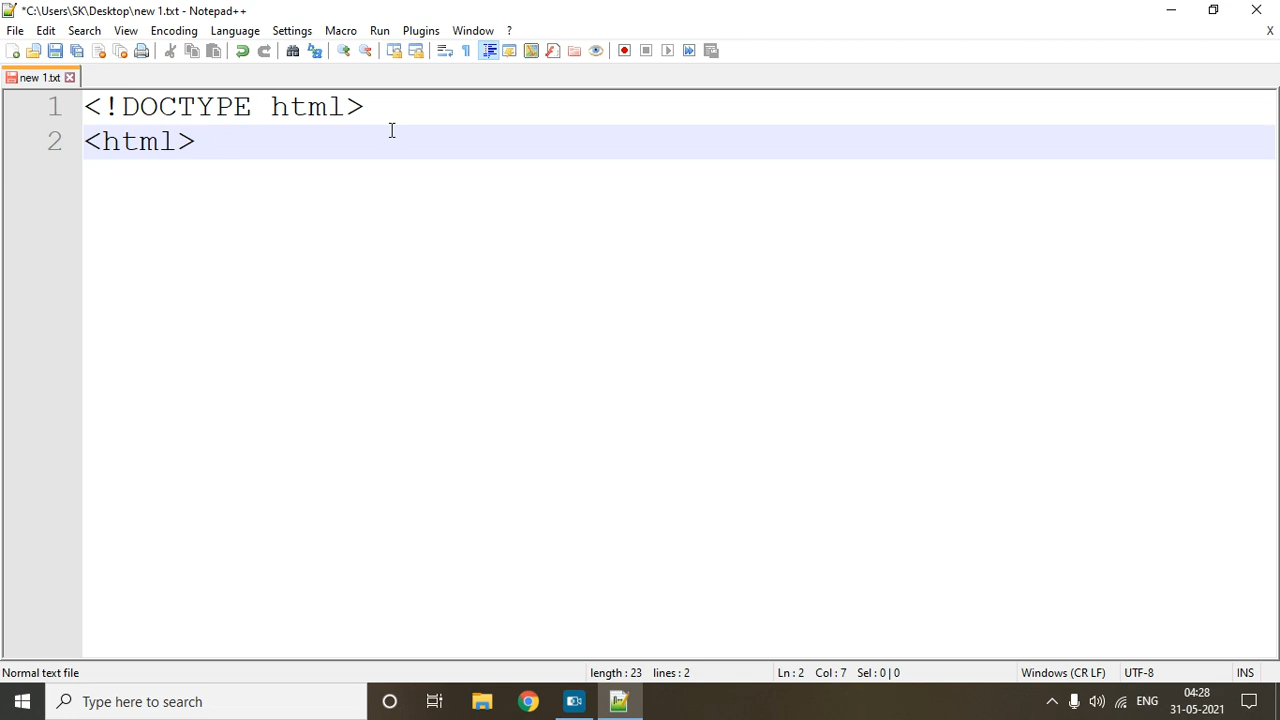 *C:\Users\SK\Desktop\new 1.txt - Notepad++
File Edit Search View Encoding Language Settings Macro Run Plugins Window ? X
new 1.txt
1 <!DOCTYPE html>
2 <html>
Normal text file length : 23 lines : 2 Ln : 2 Col : 7 Sel : 0 | 0 Windows (CR LF) UTF-8 INS
Type here to search ENG 04:28
31-05-2021